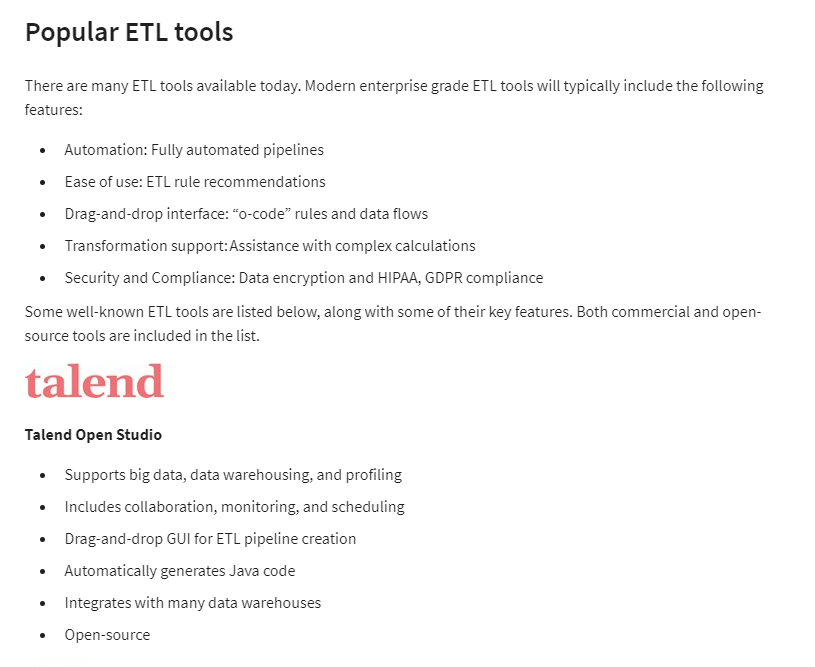 Popular ETL tools
There are many ETL tools available today. Modern enterprise grade ETL tools will typically include the following
features:
• Automation: Fully automated pipelines
• Ease of use: ETL rule recommendations
• Drag-and-drop interface: “o-code” rules and data flows
• Transformation support: Assistance with complex calculations
• Security and Compliance: Data encryption and HIPAA, GDPR compliance
Some well-known ETL tools are listed below, along with some of their key features. Both commercial and open-
source tools are included in the list.
talend
Talend Open Studio
• Supports big data, data warehousing, and profiling
• Includes collaboration, monitoring, and scheduling
• Drag-and-drop GUI for ETL pipeline creation
• Automatically generates Java code
• Integrates with many data warehouses
• Open-source